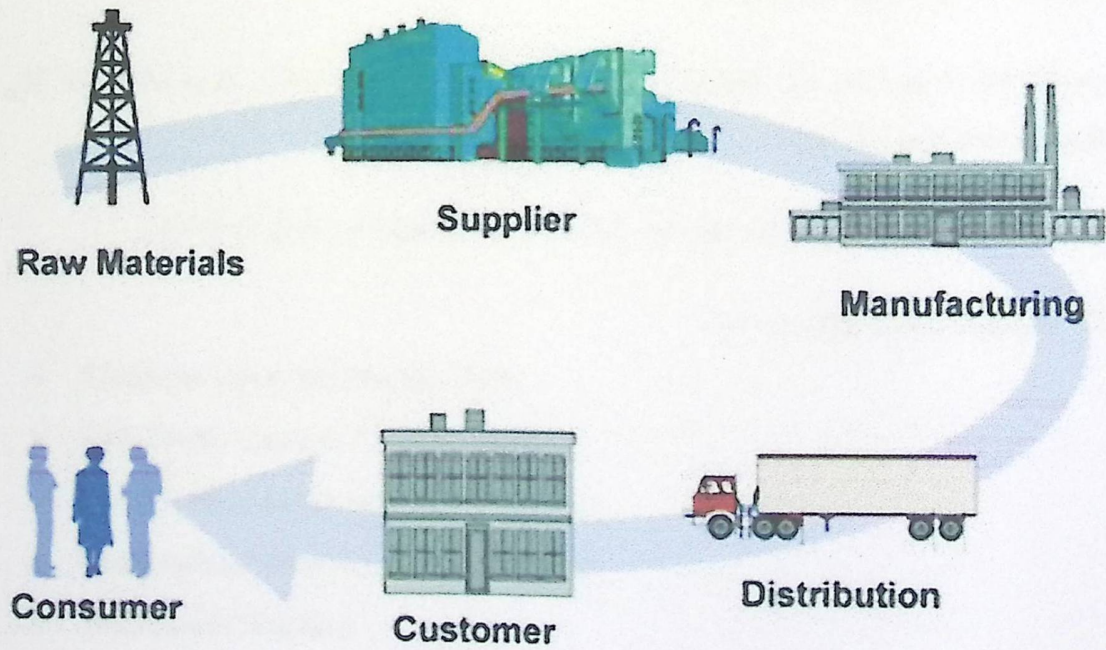 Raw Materials
Supplier
Manufacturing
Distribution
Customer
Consumer